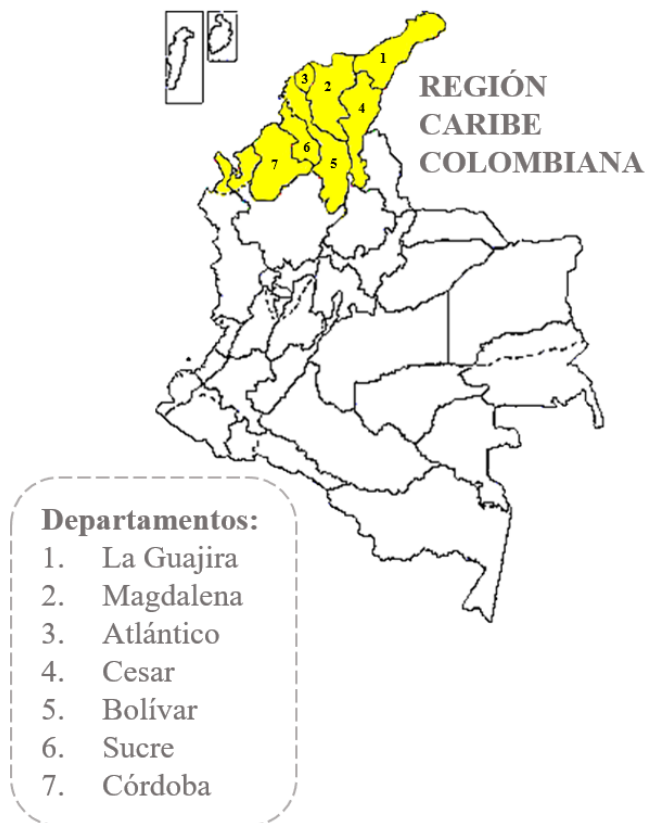 1
3
2
4
6
7
5
REGIÓN
CARIBE
COLOMBIANA
Departamentos:
1. La Guajira
2. Magdalena
3. Atlántico
4. Cesar
5. Bolívar
6. Sucre
7. Córdoba